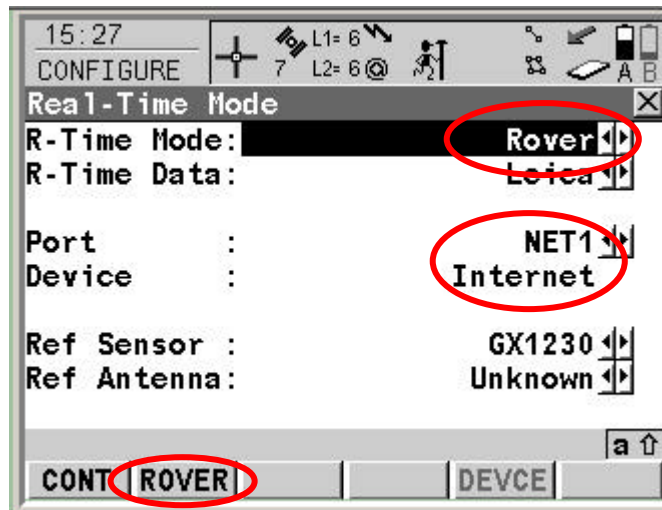 15:27
CONFIGURE
7
L1= 6
L2= 6
A B
Real-Time Mode
R-Time Mode: Rover
R-Time Data: Leica
Port : NET1
Device : Internet
Ref Sensor : GX1230
Ref Antenna: Unknown
a
CONT ROVER DEVCE